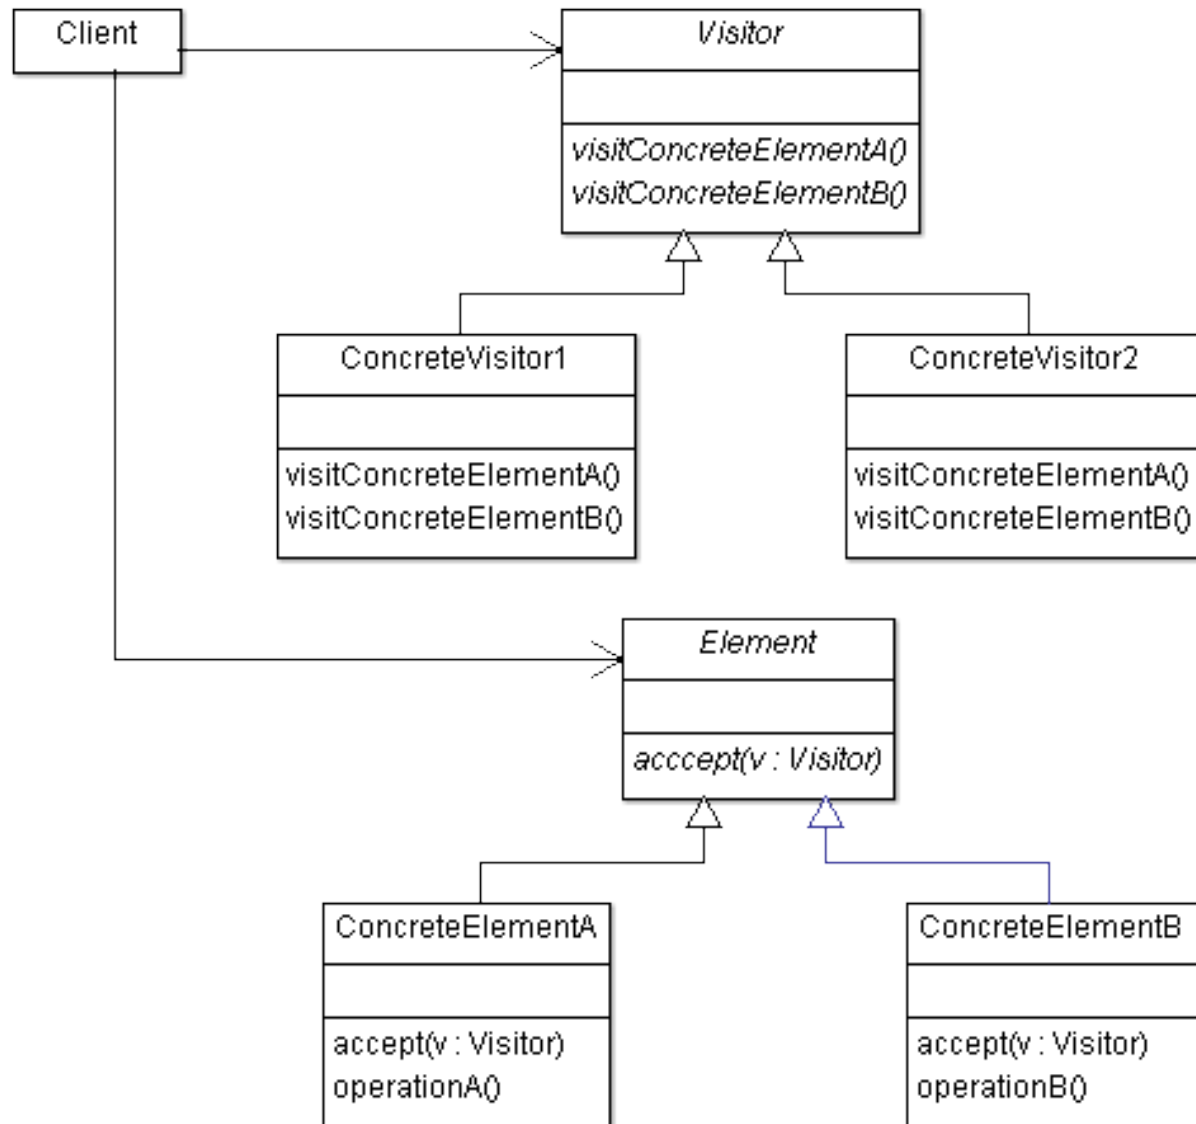 Client
Visitor
visitConcreteElementA()
visitConcreteElementB()
ConcreteVisitor1
visitConcreteElementA()
visitConcreteElementB()
ConcreteVisitor2
visitConcreteElementA()
visitConcreteElementB()
Element
acccept(v : Visitor)
ConcreteElementA
accept(v : Visitor)
operationA()
ConcreteElementB
accept(v : Visitor)
operationB()